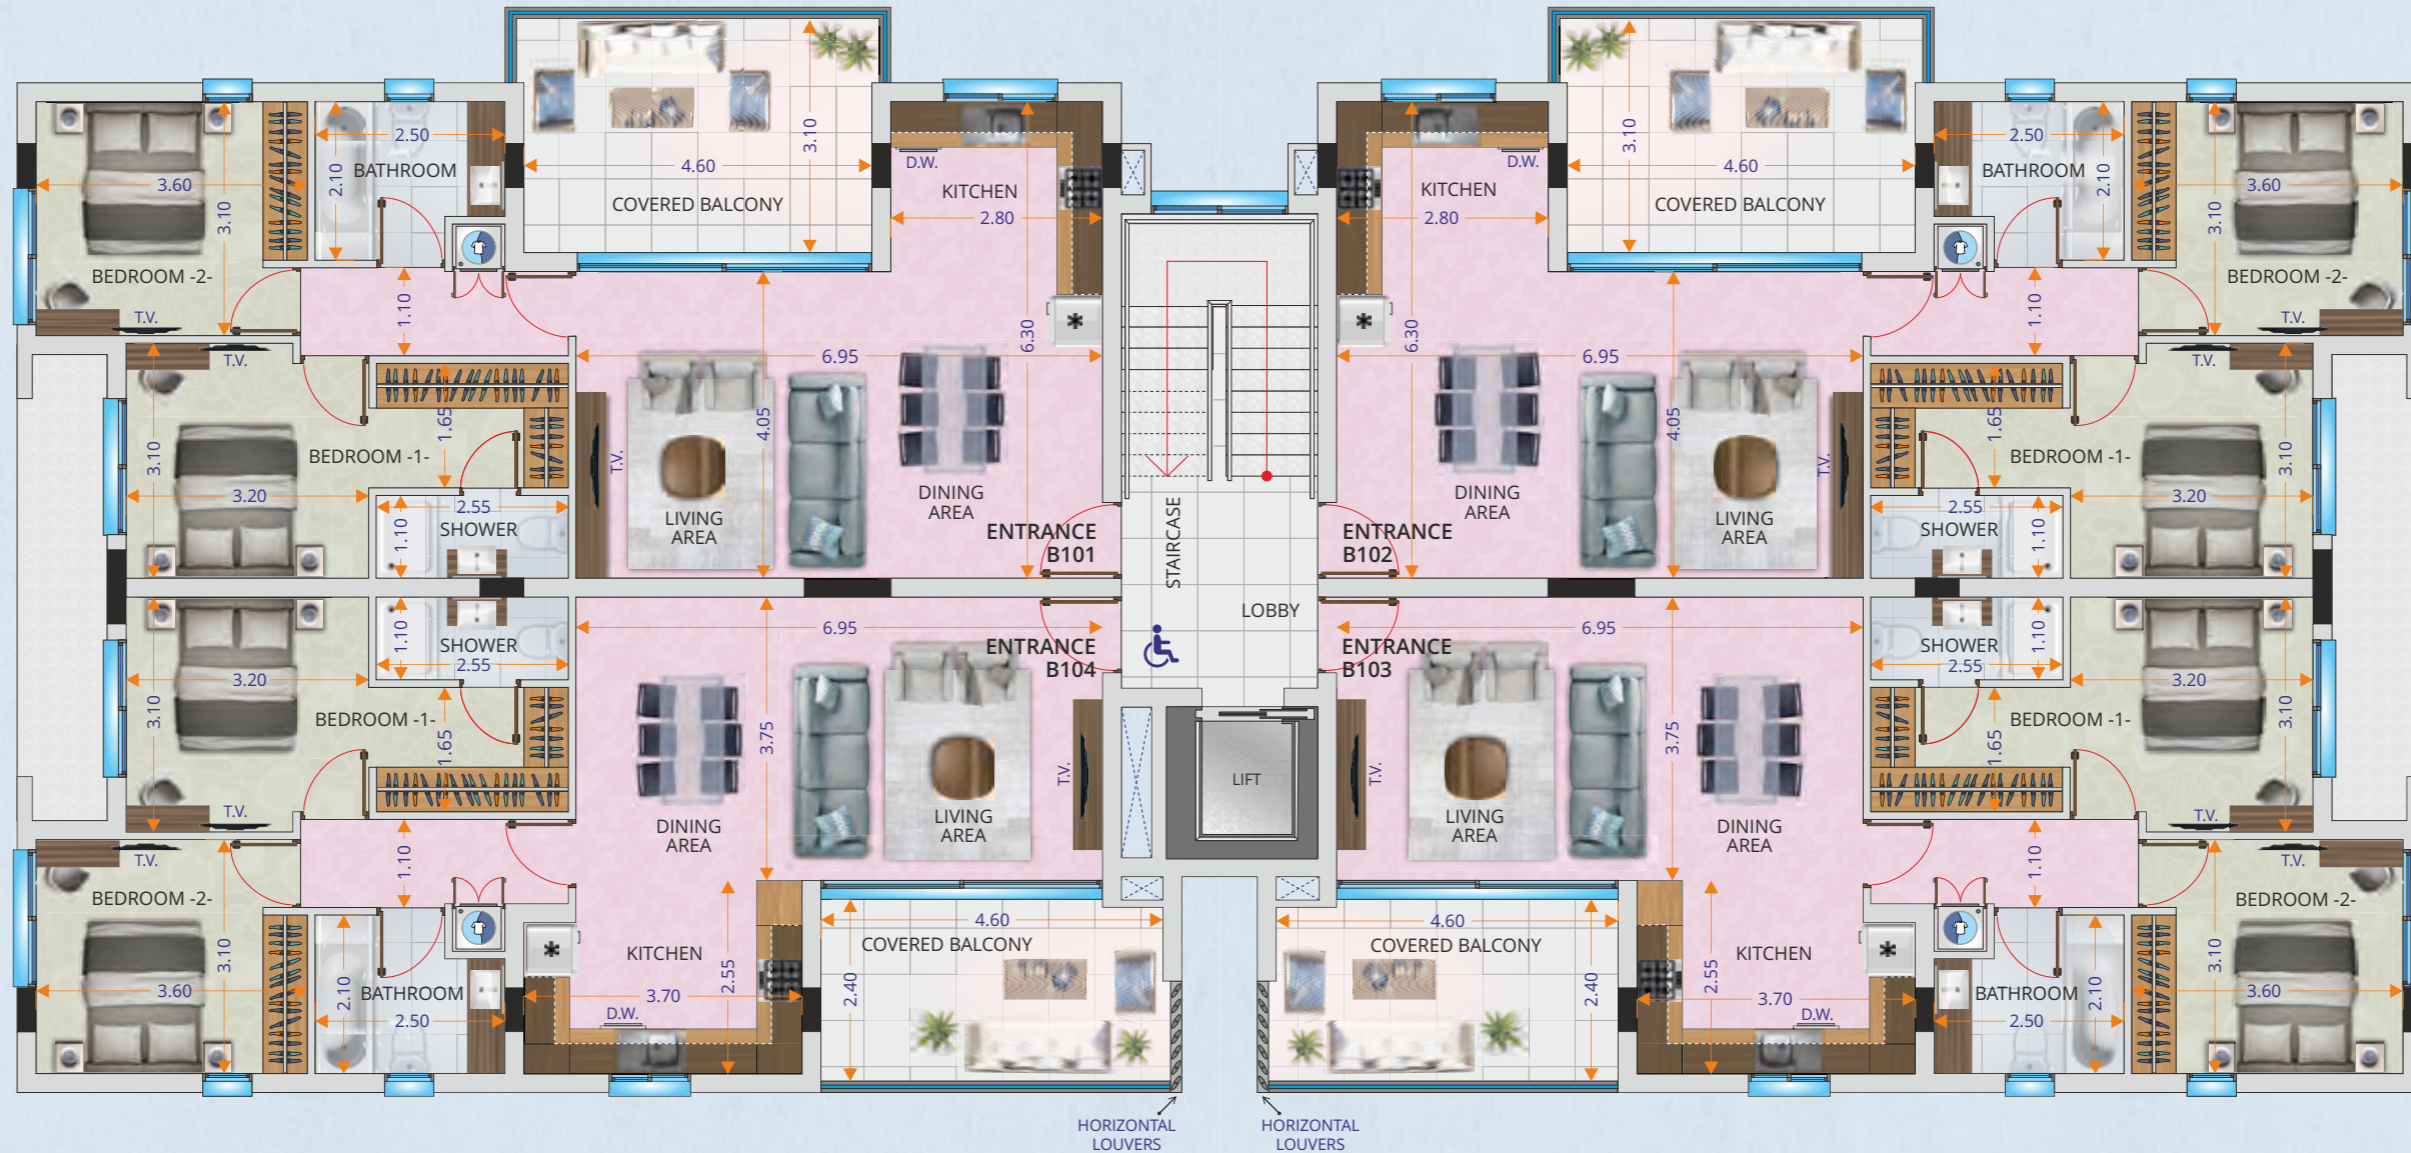 2.50
3.10
4.60
BATHROOM
2.10
3.60
3.10
BEDROOM -2-
T.V.
COVERED BALCONY
D.W.
KITCHEN
2.80
1.10
6.30
6.95
4.05
T.V.
3.10
1.65
BEDROOM -1-
3.20
2.55
SHOWER
1.10
T.V.
LIVING
AREA
DINING
AREA
ENTRANCE
B101
STAIRCASE
LOBBY
3.10
4.60
COVERED BALCONY
D.W.
KITCHEN
2.80
2.50
BATHROOM
2.10
3.60
3.10
BEDROOM -2-
T.V.
1.10
6.30
6.95
4.05
T.V.
1.65
BEDROOM -1-
3.10
3.20
2.55
SHOWER
1.10
T.V.
LIVING
AREA
DINING
AREA
ENTRANCE
B102
1.10
SHOWER
2.55
3.20
3.10
BEDROOM -1-
1.65
T.V.
6.95
3.75
ENTRANCE
B104
DINING
AREA
LIVING
AREA
T.V.
1.10
T.V.
BEDROOM -2-
3.10
3.60
2.10
BATHROOM
2.50
KITCHEN
2.55
3.70
D.W.
4.60
COVERED BALCONY
2.40
LIFT
ENTRANCE
B103
6.95
3.75
T.V.
LIVING
AREA
DINING
AREA
SHOWER
1.10
2.55
3.20
3.10
BEDROOM -1-
1.65
T.V.
1.10
T.V.
BEDROOM -2-
3.10
3.60
BATHROOM
2.10
2.50
KITCHEN
2.55
3.70
D.W.
4.60
COVERED BALCONY
2.40
HORIZONTAL
LOUVERS
HORIZONTAL
LOUVERS